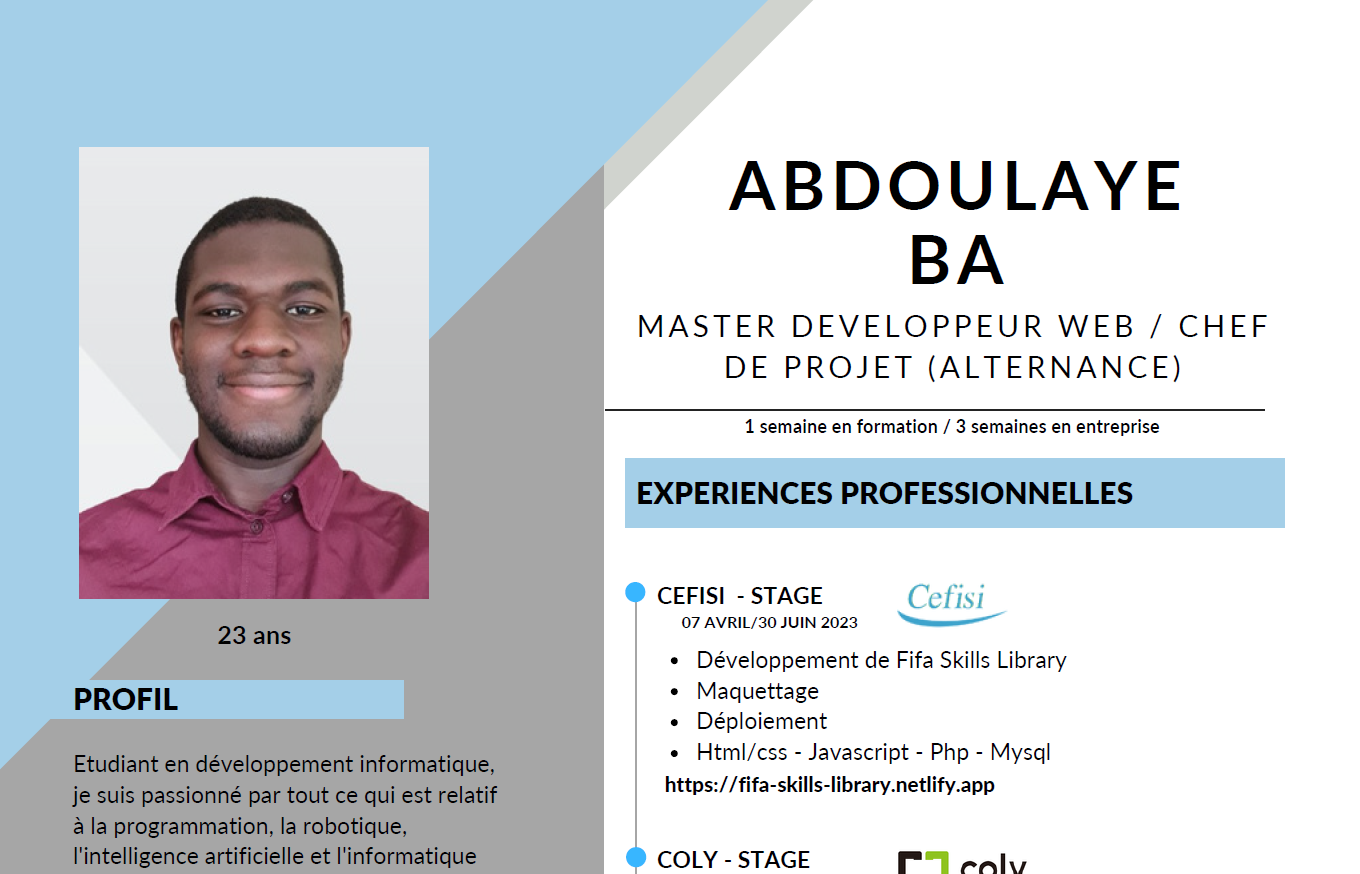 ABDOULAYE
BA
MASTER DEVELOPPEUR WEB / CHEF
DE PROJET (ALTERNANCE)
1 semaine en formation / 3 semaines en entreprise
EXPERIENCES PROFESSIONNELLES
CEFISI - STAGE
Cefisi
07 AVRIL/30 JUIN 2023
• Développement de Fifa Skills Library
• Maquettage
• Déploiement
• Html/css - Javascript - Php - Mysql
https://fifa-skills-library.netlify.app
COLY - STAGE
coly
23 ans
PROFIL
Etudiant en développement informatique,
je suis passionné par tout ce qui est relatif
à la programmation, la robotique,
l'intelligence artificielle et l'informatique